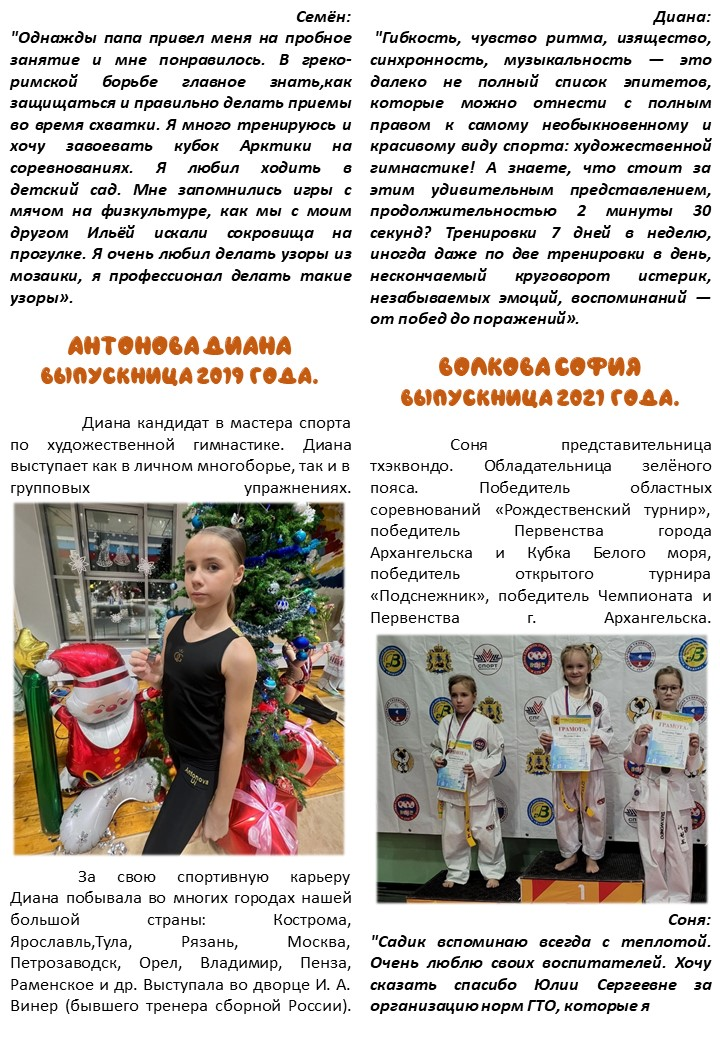 Семён:
"Однажды папа привел меня на пробное
занятие и мне понравилось. В греко-
римской борьбе главное знать,как
защищаться и правильно делать приемы
во время схватки. Я много тренируюсь и
хочу завоевать кубок Арктики на
соревнованиях. Я любил ходить в
детский сад. Мне запомнились игры с
мячом на физкультуре, как мы с моим
другом Ильёй искали сокровища на
прогулке. Я очень любил делать узоры из
мозаики, я профессионал делать такие
узоры».
АНТОНОВА ДИАНА
ВЫПУСКНИЦА 2019 ГОДА.
Диана кандидат в мастера спорта
по художественной гимнастике. Диана
выступает как в личном многоборье, так и в
групповых упражнениях.
Antonova
За свою спортивную карьеру
Диана побывала во многих городах нашей
большой страны: Кострома,
Ярославль,Тула, Рязань, Москва,
Петрозаводск, Орел, Владимир, Пенза,
Раменское и др. Выступала во дворце И. А.
Винер (бывшего тренера сборной России).
Диана:
"Гибкость, чувство ритма, изящество,
синхронность, музыкальность — это
далеко не полный список эпитетов,
которые можно отнести с полным
правом к самому необыкновенному и
красивому виду спорта: художественной
гимнастике! А знаете, что стоит за
этим удивительным представлением,
продолжительностью 2 минуты 30
секунд? Тренировки 7 дней в неделю,
иногда даже по две тренировки в день,
нескончаемый круговорот истерик,
незабываемых эмоций, воспоминаний —
от побед до поражений».
ВОЛКОВА СОФИЯ
ВЫПУСКНИЦА 2021 ГОДА.
Соня представительница
тхэквондо. Обладательница зелёного
пояса. Победитель областных
соревнований «Рождественский турнир»,
победитель Первенства города
Архангельска и Кубка Белого моря,
победитель открытого турнира
«Подснежник», победитель Чемпионата и
Первенства г. Архангельска.
СПОРТ
ГРАМОТА
ГРАМОТА
ГРАМОТА
1
Соня:
"Садик вспоминаю всегда с теплотой.
Очень люблю своих воспитателей. Хочу
сказать спасибо Юлии Сергеевне за
организацию норм ГТО, которые я